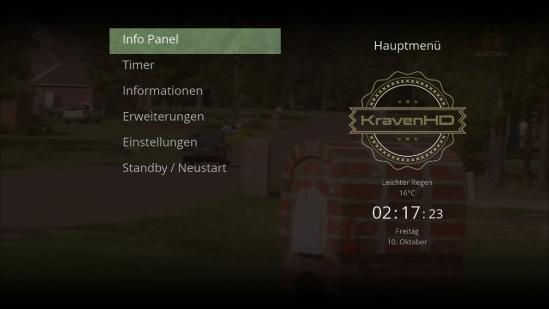 Info Panel
Timer
Informationen
Erweiterungen
Einstellungen
Standby / Neustart
Hauptmenü
HISTORY
KravenHD
Leichter Regen
16°C
02:17:23
Freitag
10. Oktober